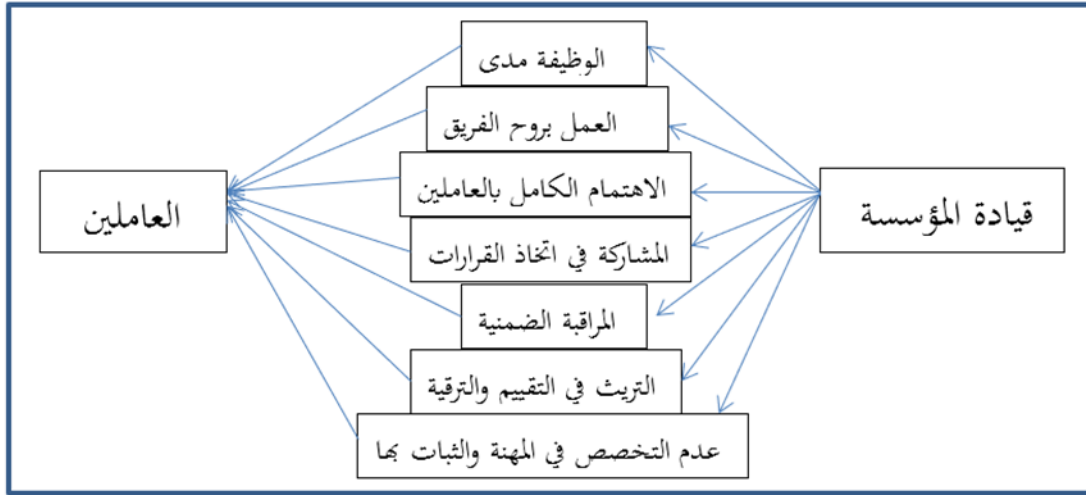 قيادة المؤسسة
الوظيفة مدى
العمل بروح الفريق
الاهتمام الكامل بالعاملين
المشاركة في اتخاذ القرارات
المراقبة الضمنية
التريث في التقييم والترقية
عدم التخصص في المهنة والثبات بها
العاملين